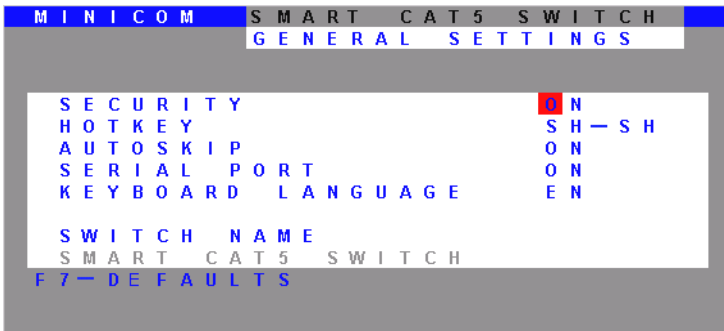 MINICOM SMART CAT5 SWITCH
GENERAL SETTINGS
SECURITY ON
HOTKEY SH-SH
AUTOSKIP ON
SERIAL PORT ON
KEYBOARD LANGUAGE EN
SWITCH NAME
SMART CAT5 SWITCH
F7-DEFAULTS